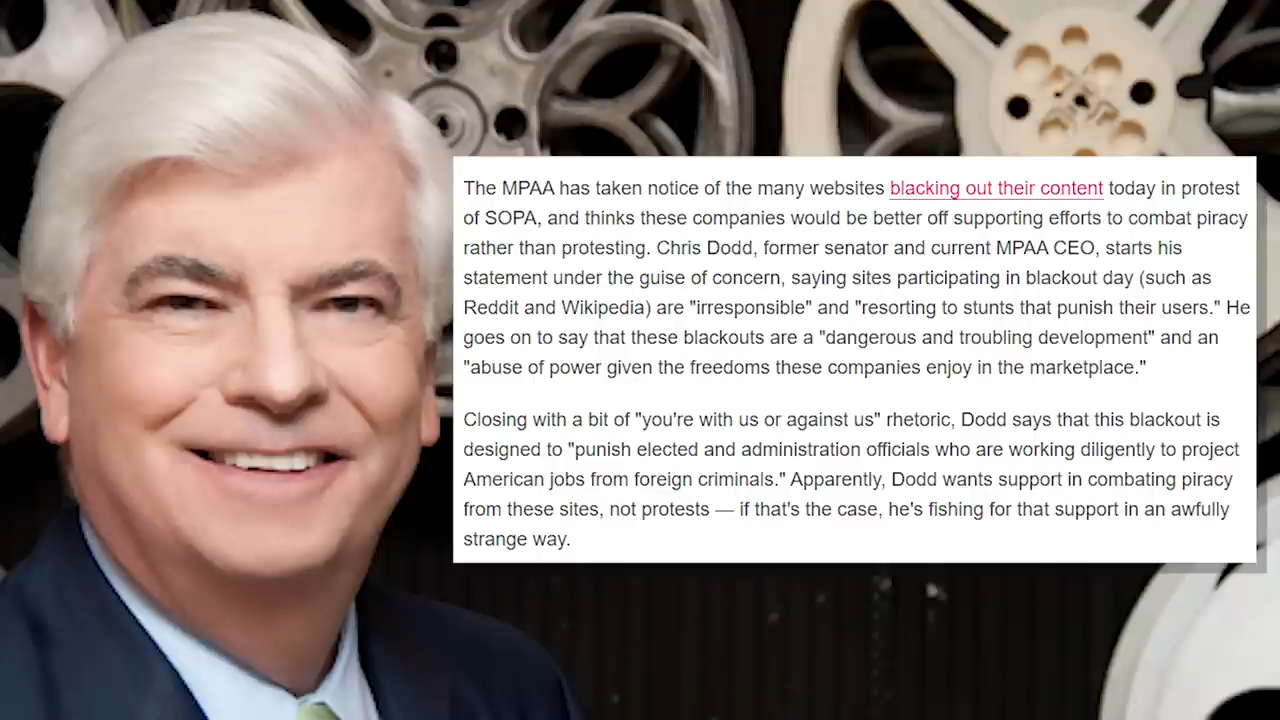 The MPAA has taken notice of the many websites blacking out their content today in protest
of SOPA, and thinks these companies would be better off supporting efforts to combat piracy
rather than protesting. Chris Dodd, former senator and current MPAA CEO, starts his
statement under the guise of concern, saying sites participating in blackout day (such as
Reddit and Wikipedia) are "irresponsible" and "resorting to stunts that punish their users." He
goes on to say that these blackouts are a "dangerous and troubling development" and an
"abuse of power given the freedoms these companies enjoy in the marketplace."
Closing with a bit of "you're with us or against us" rhetoric, Dodd says that this blackout is
designed to "punish elected and administration officials who are working diligently to project
American jobs from foreign criminals." Apparently, Dodd wants support in combating piracy
from these sites, not protests — if that's the case, he's fishing for that support in an awfully
strange way.